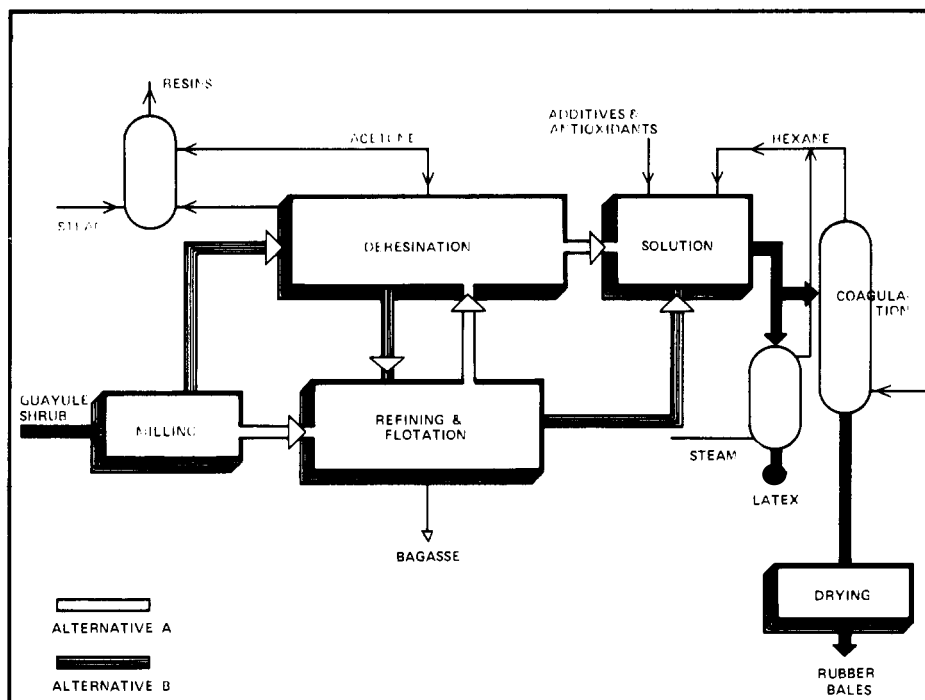 RESINS
ACETONE
ADDITIVES &
ANTIOXIDANTS
HEXANE
STEAM
DERESINATION
SOLUTION
COAGULA-
TION
GUAYULE
SHRUB
MILLING
REFINING &
FLOTATION
STEAM
LATEX
BAGASSE
DRYING
ALTERNATIVE A
ALTERNATIVE B
RUBBER
BALES